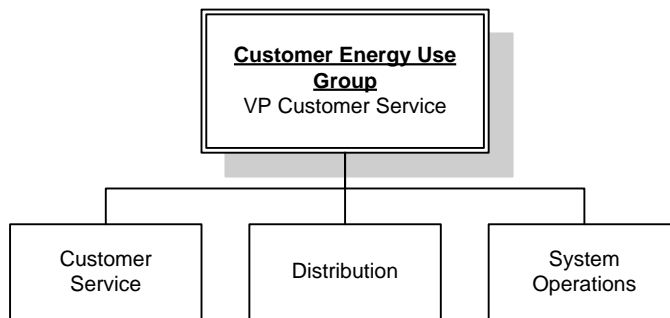 Customer Energy Use
Group
VP Customer Service
Customer
Service
Distribution
System
Operations